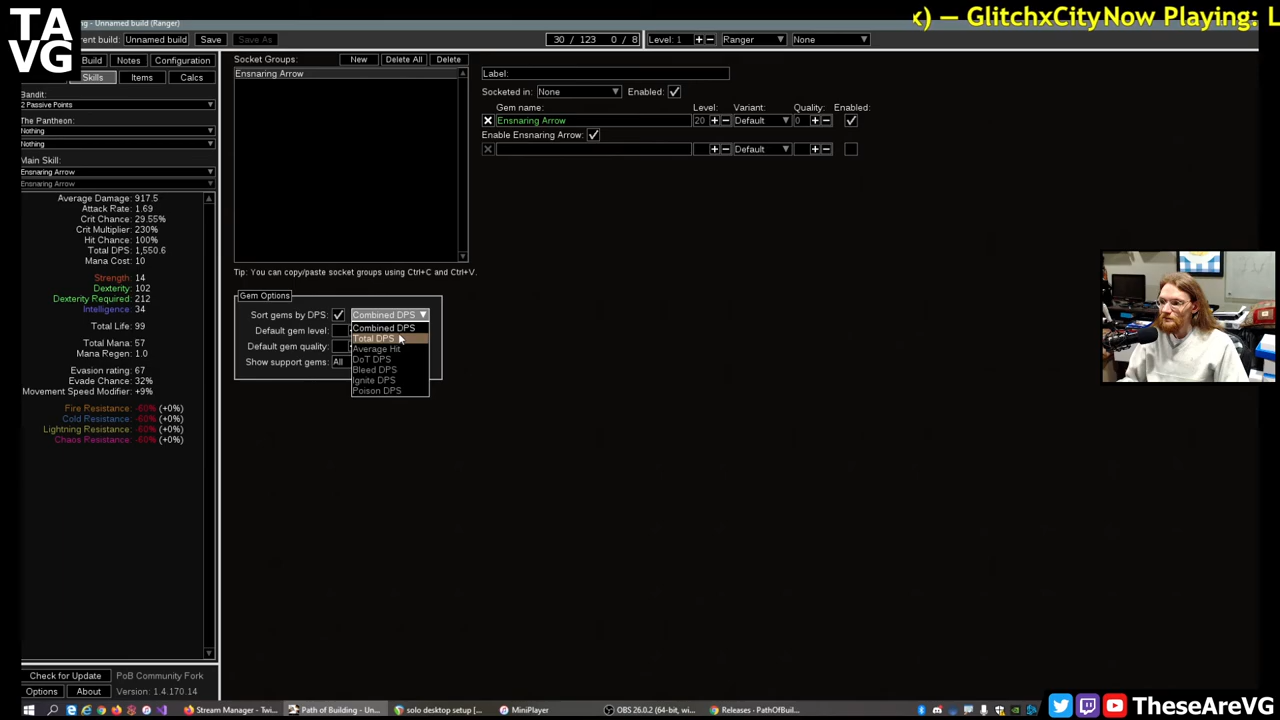 TA
VG
x) — GlitchxCityNow Playing: L
ng - Unnamed build (Ranger)
ent build: Unnamed build Save Save As 30 / 123 0 / 8 Level: 1 + − Ranger None
Build Notes Configuration
Skills Items Calcs
Bandit:
2 Passive Points
The Pantheon:
Nothing
Nothing
Main Skill:
Ensnaring Arrow
Ensnaring Arrow
Average Damage: 917.5
Attack Rate: 1.69
Crit Chance: 29.55%
Crit Multiplier: 230%
Hit Chance: 100%
Total DPS: 1,550.6
Mana Cost: 10
Strength: 14
Dexterity: 102
Dexterity Required: 212
Intelligence: 34
Total Life: 99
Total Mana: 57
Mana Regen: 1.0
Evasion rating: 67
Evade Chance: 32%
Movement Speed Modifier: +9%
Fire Resistance: -60% (+0%)
Cold Resistance: -60% (+0%)
Lightning Resistance: -60% (+0%)
Chaos Resistance: -60% (+0%)
Check for Update PoB Community Fork
Options About Version: 1.4.170.14
Socket Groups: New Delete All Delete
Ensnaring Arrow
Tip: You can copy/paste socket groups using Ctrl+C and Ctrl+V.
Gem Options
Sort gems by DPS: Combined DPS
Default gem level:
Default gem quality:
Show support gems: All
Combined DPS
Total DPS
Average Hit
DoT DPS
Bleed DPS
Ignite DPS
Poison DPS
Label:
Socketed in: None Enabled:
Gem name: Level: Variant: Quality: Enabled:
Ensnaring Arrow 20 + − Default 0 + −
Enable Ensnaring Arrow:
+ − Default + −
Stream Manager - Twi... Path of Building - Un... solo desktop setup [... MiniPlayer OBS 26.0.2 (64-bit, wi... Releases · PathOfBuil...
TheseAreVG